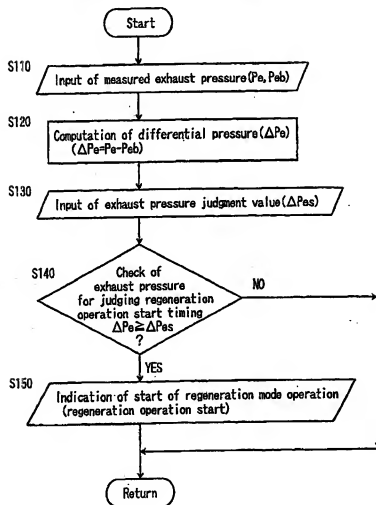 Start
S110
Input of measured exhaust pressure(Pe, Peb)
S120
Computation of differential pressure(ΔPe)
(ΔPe=Pe-Peb)
S130
Input of exhaust pressure judgment value(ΔPes)
S140
Check of
exhaust pressure
for judging regeneration
operation start timing
ΔPe≧ΔPes
?
NO
YES
S150
Indication of start of regeneration mode operation
(regeneration operation start)
Return